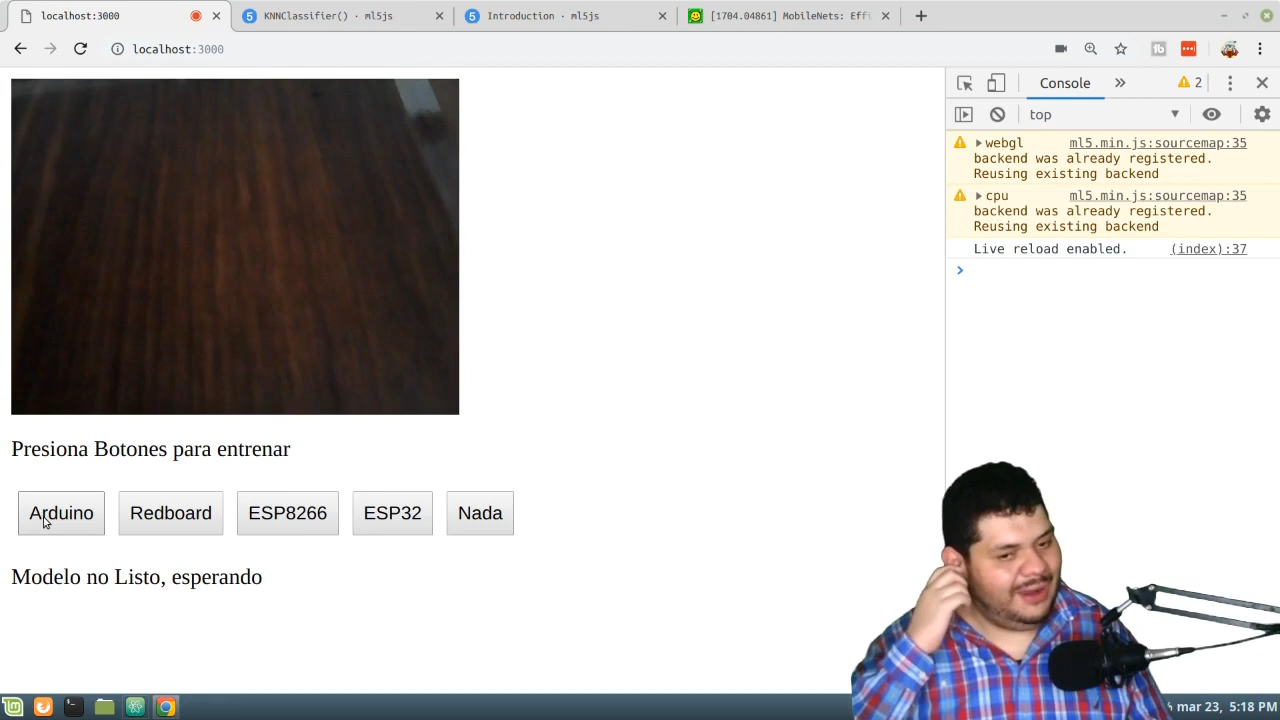 localhost:3000
KNNClassifier() · ml5js
Introduction · ml5js
[1704.04861] MobileNets: Effi
localhost:3000
Console
2
top
webgl ml5.min.js:sourcemap:35
backend was already registered.
Reusing existing backend
cpu ml5.min.js:sourcemap:35
backend was already registered.
Reusing existing backend
Live reload enabled. (index):37
Presiona Botones para entrenar
Arduino Redboard ESP8266 ESP32 Nada
Modelo no Listo, esperando
mar 23, 5:18 PM